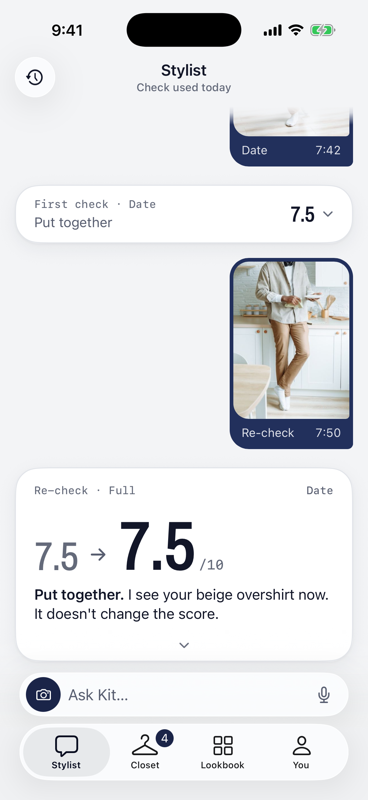 9:41
Stylist
Check used today
Date 7:42
First check · Date
Put together
7.5
Re-check 7:50
Re-check · Full Date
7.5 → 7.5 /10
Put together. I see your beige overshirt now.
It doesn't change the score.
Ask Kit...
4
Stylist Closet Lookbook You